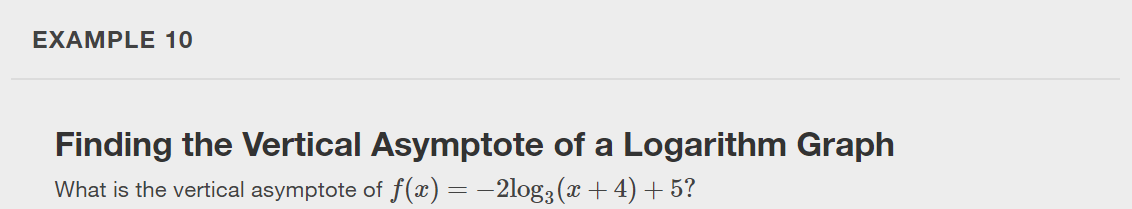 EXAMPLE 10
Finding the Vertical Asymptote of a Logarithm Graph
What is the vertical asymptote of f(x) = −2log₃(x + 4) + 5?